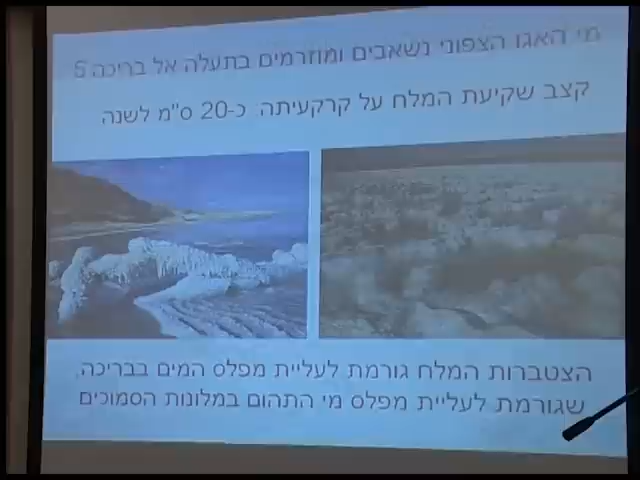 מי האגן הצפוני נשאבים ומוזרמים בתעלה אל בריכה 5
קצב שקיעת המלח על קרקעיתה: כ-20 ס"מ לשנה
הצטברות המלח גורמת לעליית מפלס המים בבריכה,
שגורמת לעליית מפלס מי התהום במלונות הסמוכים